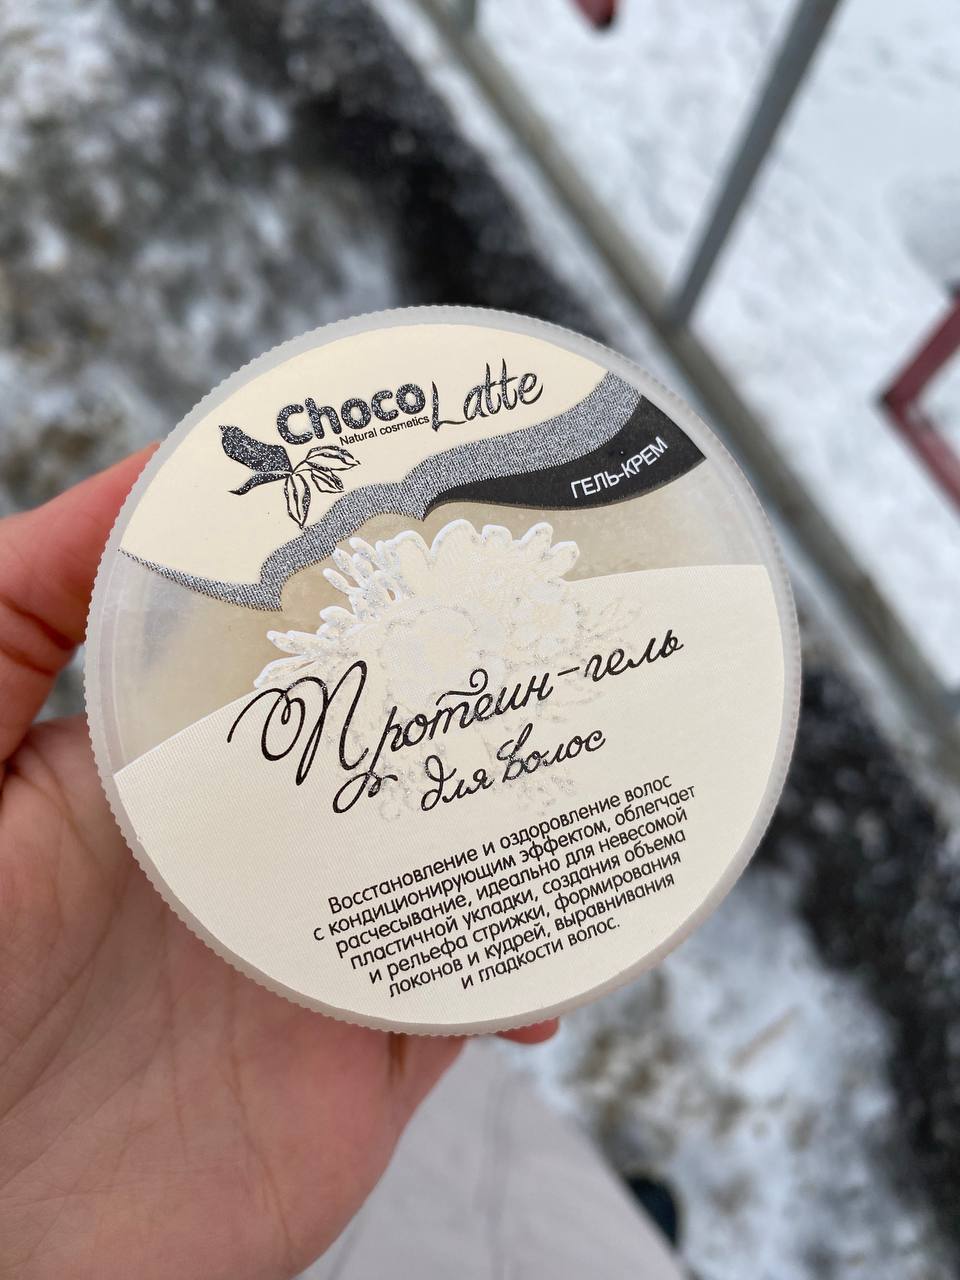 Choco Latte
Natural cosmetics
ГЕЛЬ-КРЕМ
Протеин-гель
для волос
Восстановление и оздоровление волос
с кондиционирующим эффектом, облегчает
расчесывание, идеально для невесомой
пластичной укладки, создания объема
и рельефа стрижки, формирования
локонов и кудрей, выравнивания
и гладкости волос.